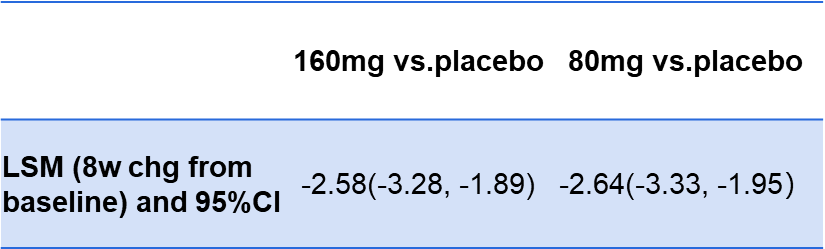 160mg vs.placebo 80mg vs.placebo
LSM (8w chg from
baseline) and 95%CI -2.58(-3.28, -1.89) -2.64(-3.33, -1.95)